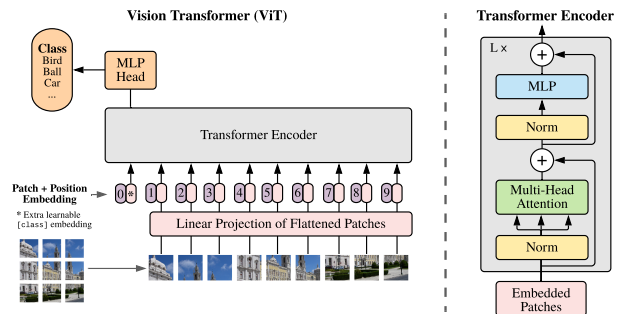 Vision Transformer (ViT)
Class
Bird
Ball
Car
...
MLP
Head
Transformer Encoder
Patch + Position
Embedding
0 * 1 2 3 4 5 6 7 8 9
* Extra learnable
[class] embedding
Linear Projection of Flattened Patches
Transformer Encoder
L x
+
MLP
Norm
+
Multi-Head
Attention
Norm
Embedded
Patches